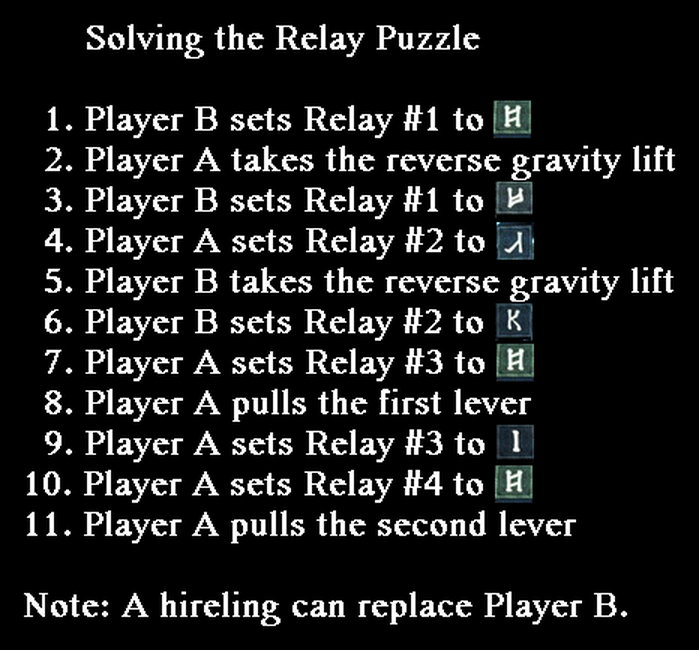 Solving the Relay Puzzle
1. Player B sets Relay #1 to
2. Player A takes the reverse gravity lift
3. Player B sets Relay #1 to
4. Player A sets Relay #2 to
5. Player B takes the reverse gravity lift
6. Player B sets Relay #2 to
7. Player A sets Relay #3 to
8. Player A pulls the first lever
9. Player A sets Relay #3 to
10. Player A sets Relay #4 to
11. Player A pulls the second lever
Note: A hireling can replace Player B.